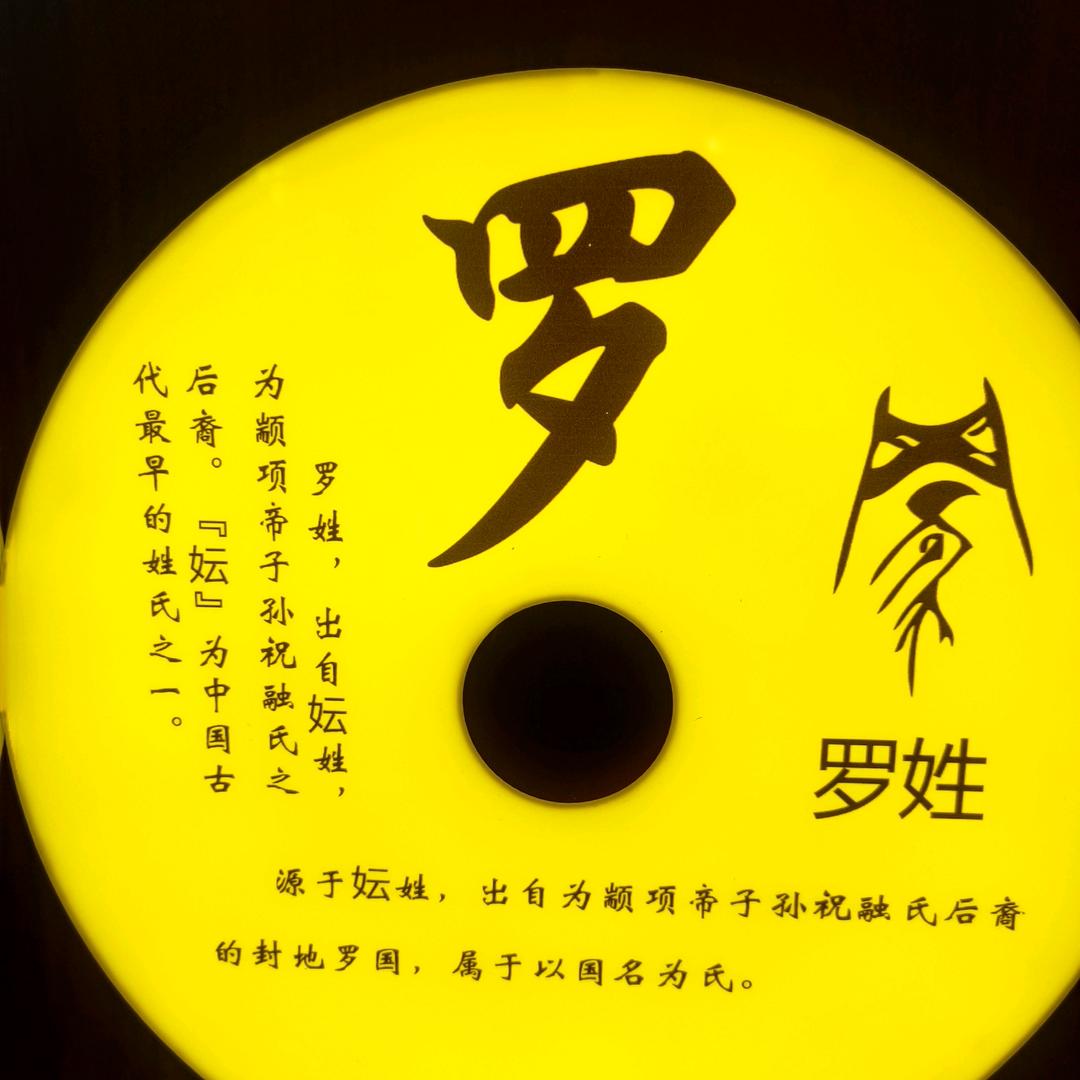 罗
罗姓，出自妘姓，
为颛项帝子孙祝融氏之
后裔。『妘』为中国古
代最早的姓氏之一。
罗姓
源于妘姓，出自为颛项帝子孙祝融氏后裔
的封地罗国，属于以国名为氏。